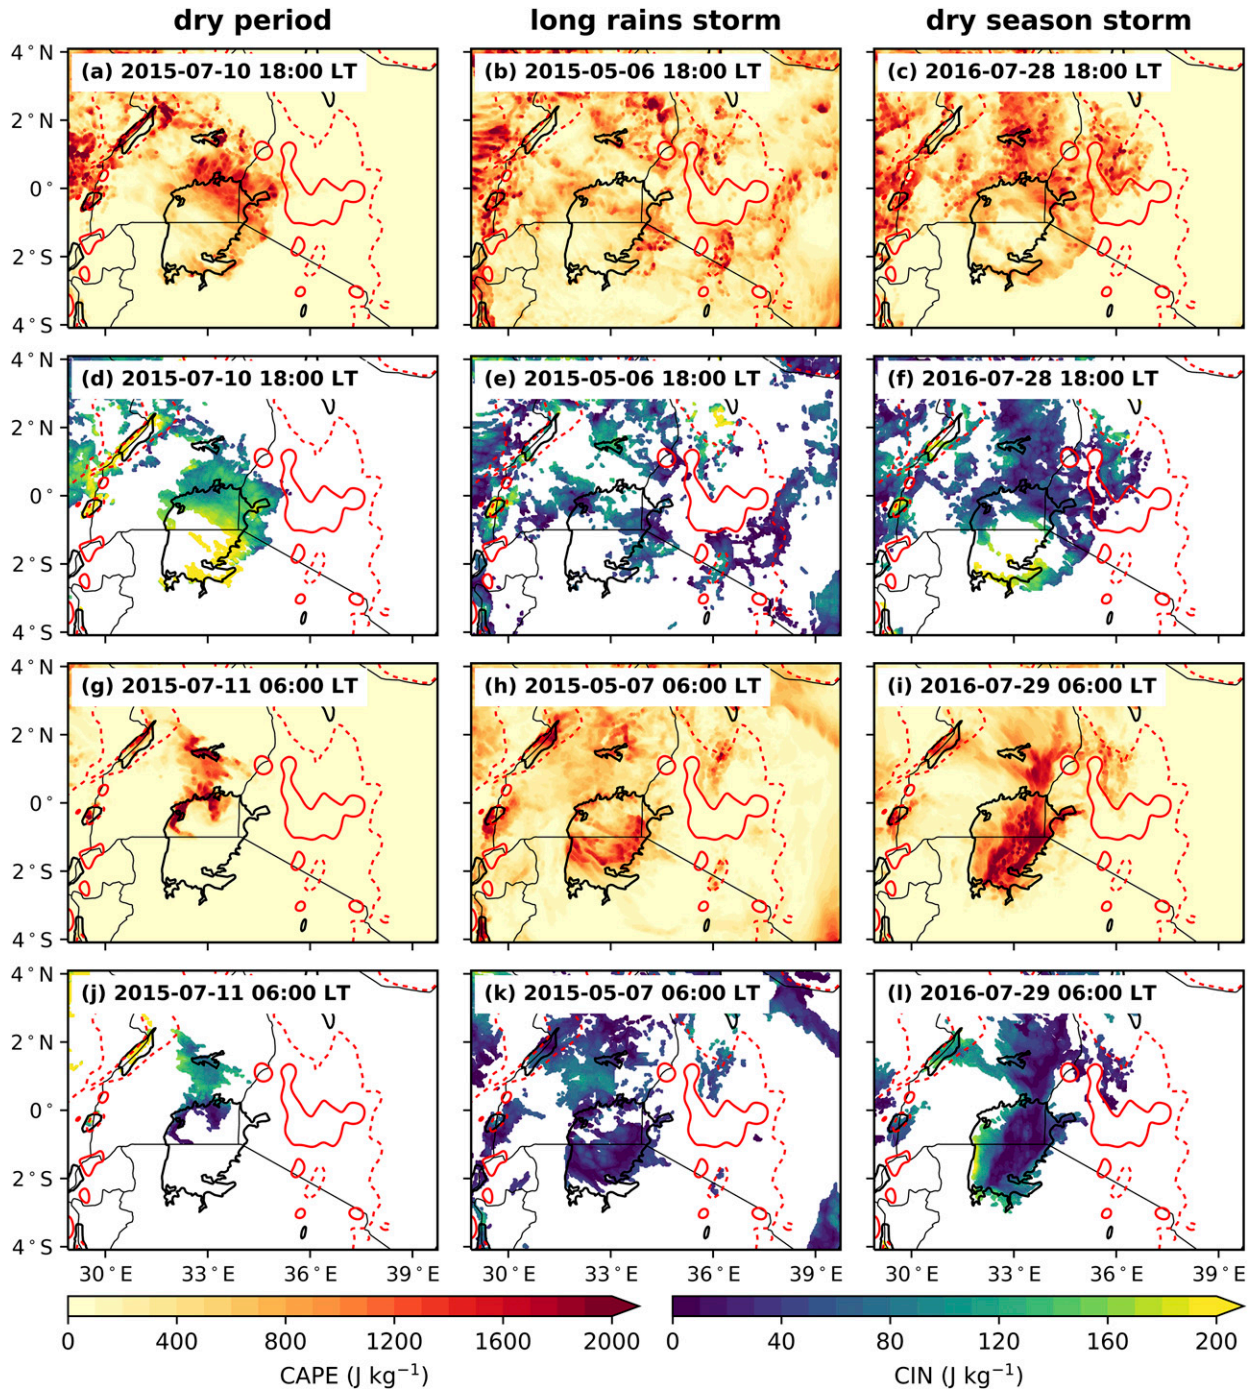 dry period long rains storm dry season storm
4°N (a) 2015-07-10 18:00 LT (b) 2015-05-06 18:00 LT (c) 2016-07-28 18:00 LT
2°N
0°
2°S
4°S
4°N (d) 2015-07-10 18:00 LT (e) 2015-05-06 18:00 LT (f) 2016-07-28 18:00 LT
2°N
0°
2°S
4°S
4°N (g) 2015-07-11 06:00 LT (h) 2015-05-07 06:00 LT (i) 2016-07-29 06:00 LT
2°N
0°
2°S
4°S
4°N (j) 2015-07-11 06:00 LT (k) 2015-05-07 06:00 LT (l) 2016-07-29 06:00 LT
2°N
0°
2°S
4°S
30°E 33°E 36°E 39°E 30°E 33°E 36°E 39°E 30°E 33°E 36°E 39°E
0 400 800 1200 1600 2000 0 40 80 120 160 200
CAPE (J kg⁻¹) CIN (J kg⁻¹)